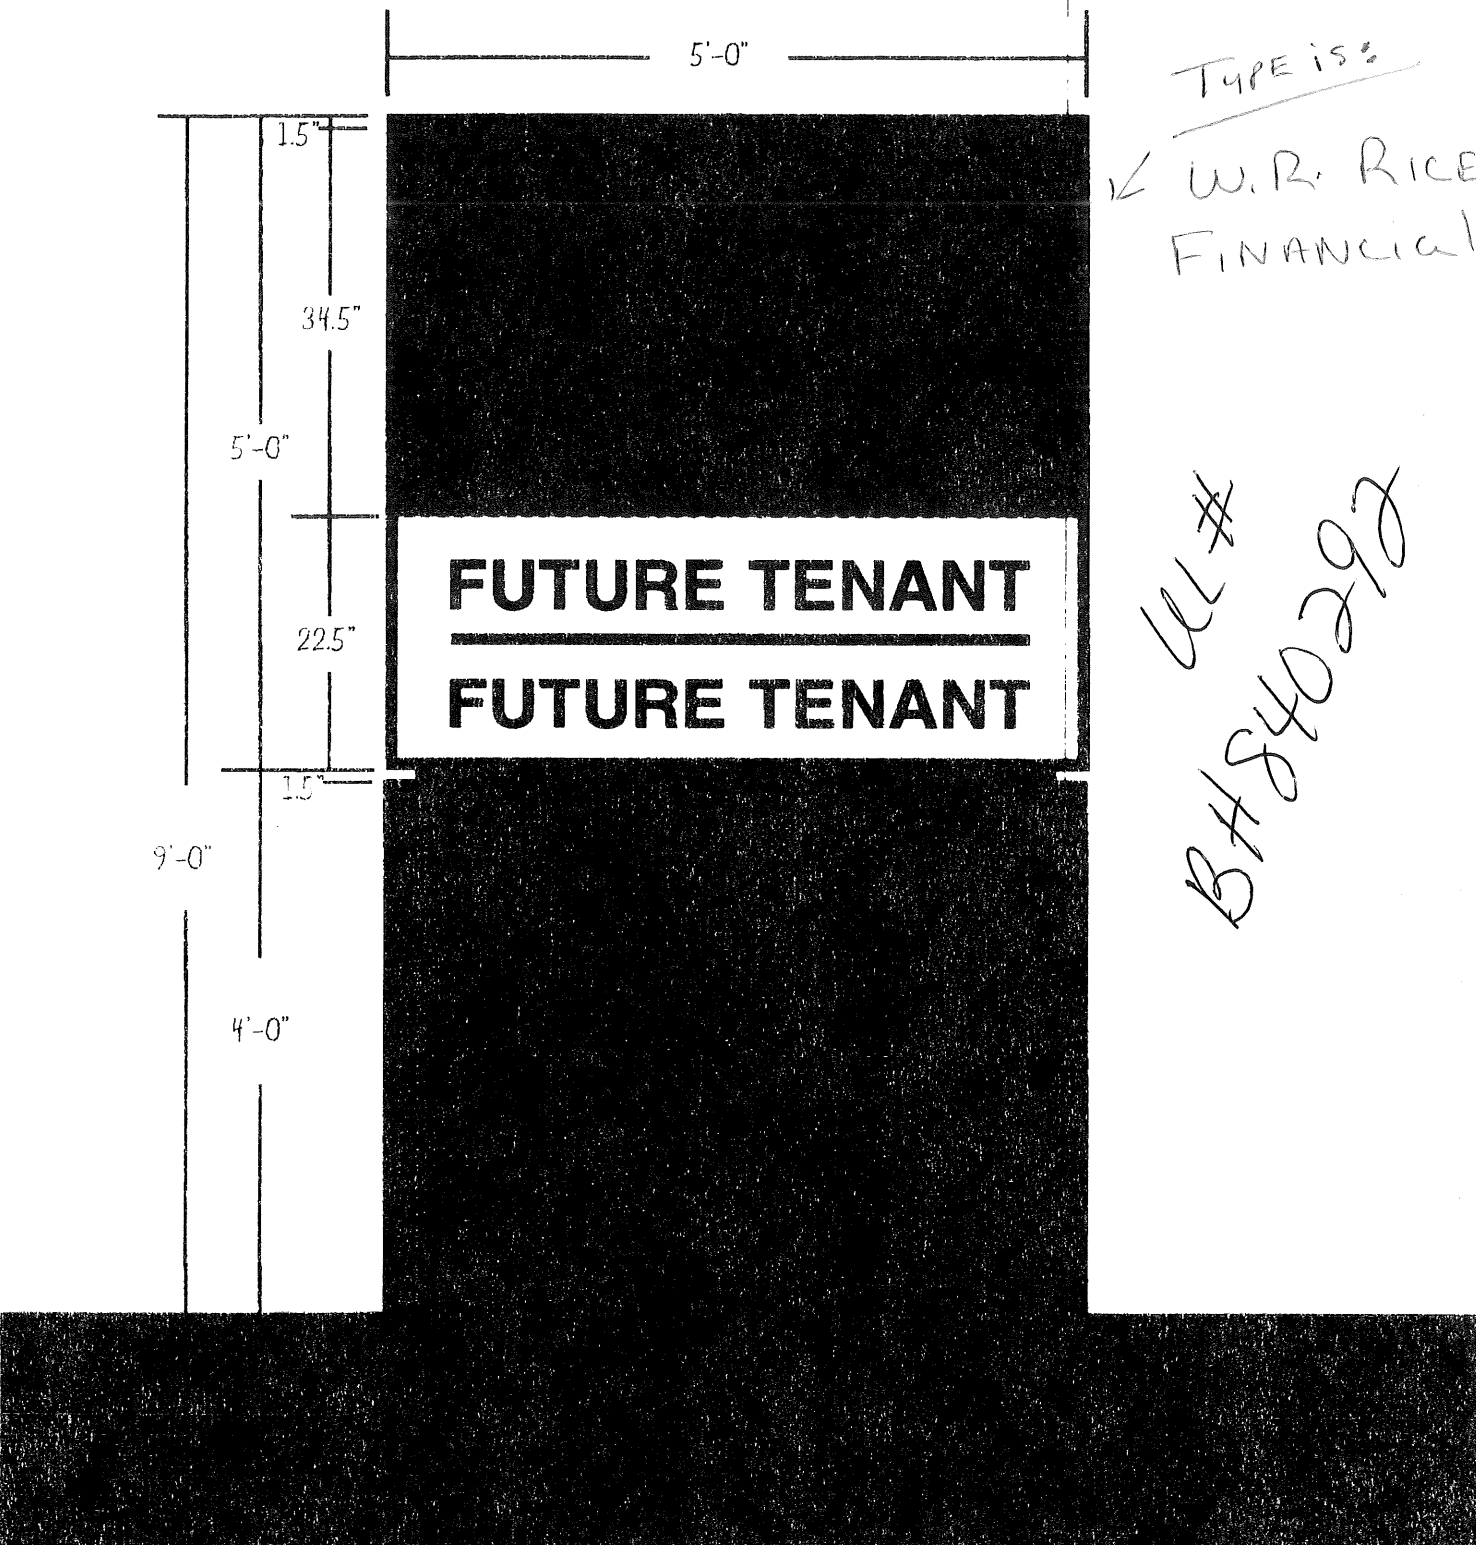 5'-0"
TYPE is:
1.5"
W.R. RICE
FINANCial
34.5"
5'-0"
UL #
BH840292
FUTURE TENANT
22.5"
FUTURE TENANT
1.5"
9'-0"
4'-0"